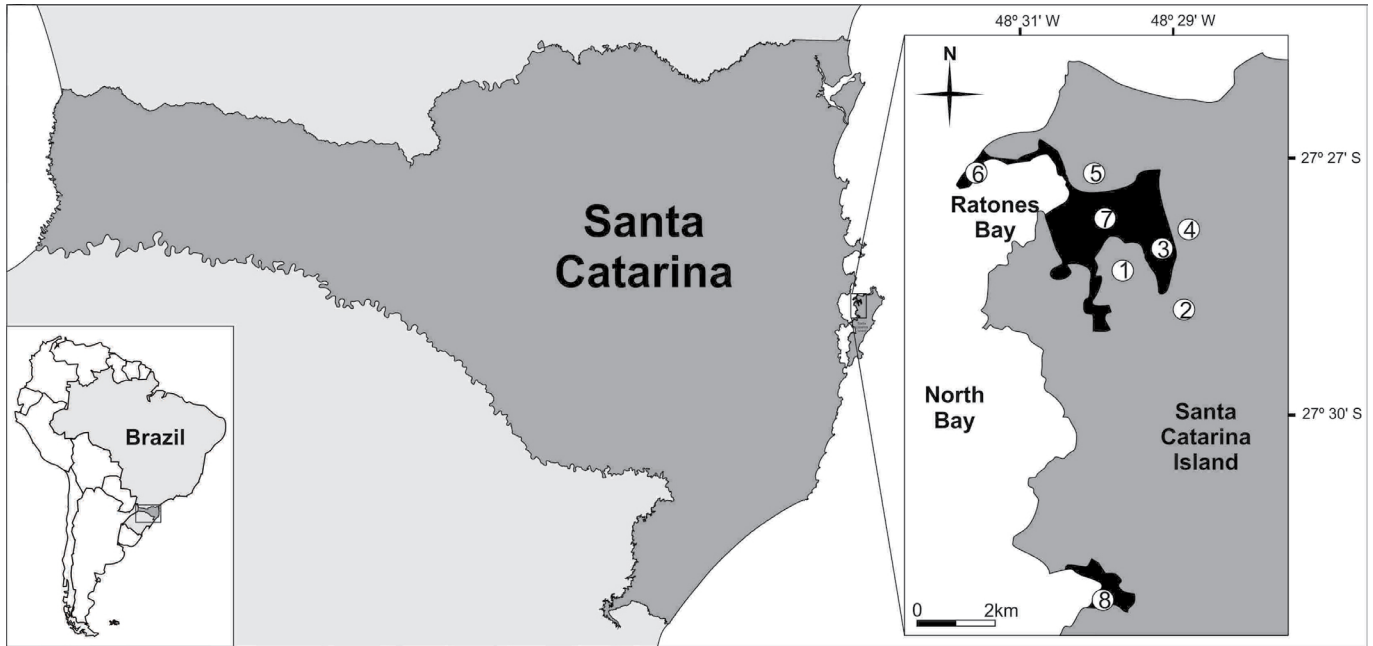 Santa
Catarina
Brazil
48º 31' W
48º 29' W
N
27º 27' S
6
5
Ratones
Bay
7
4
3
1
2
North
Bay
27º 30' S
Santa
Catarina
Island
0
2km
8